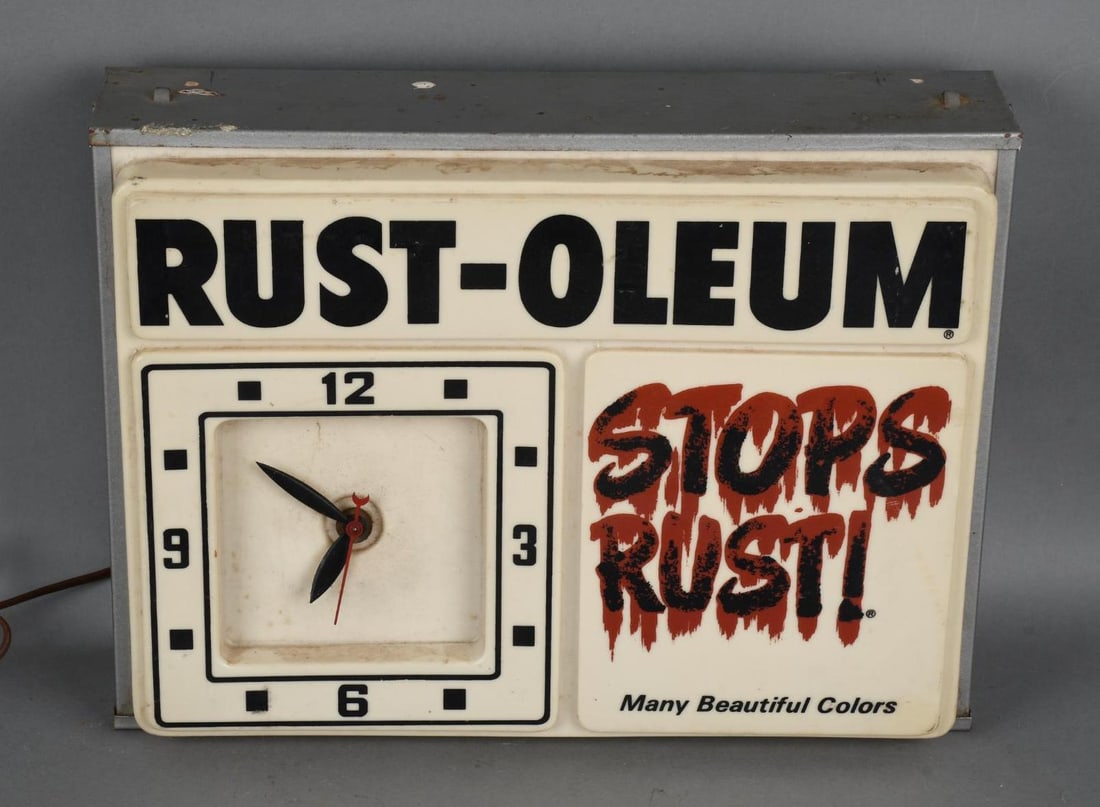 RUST-OLEUM®
12
9 3
6
STOPS
RUST!®
Many Beautiful Colors